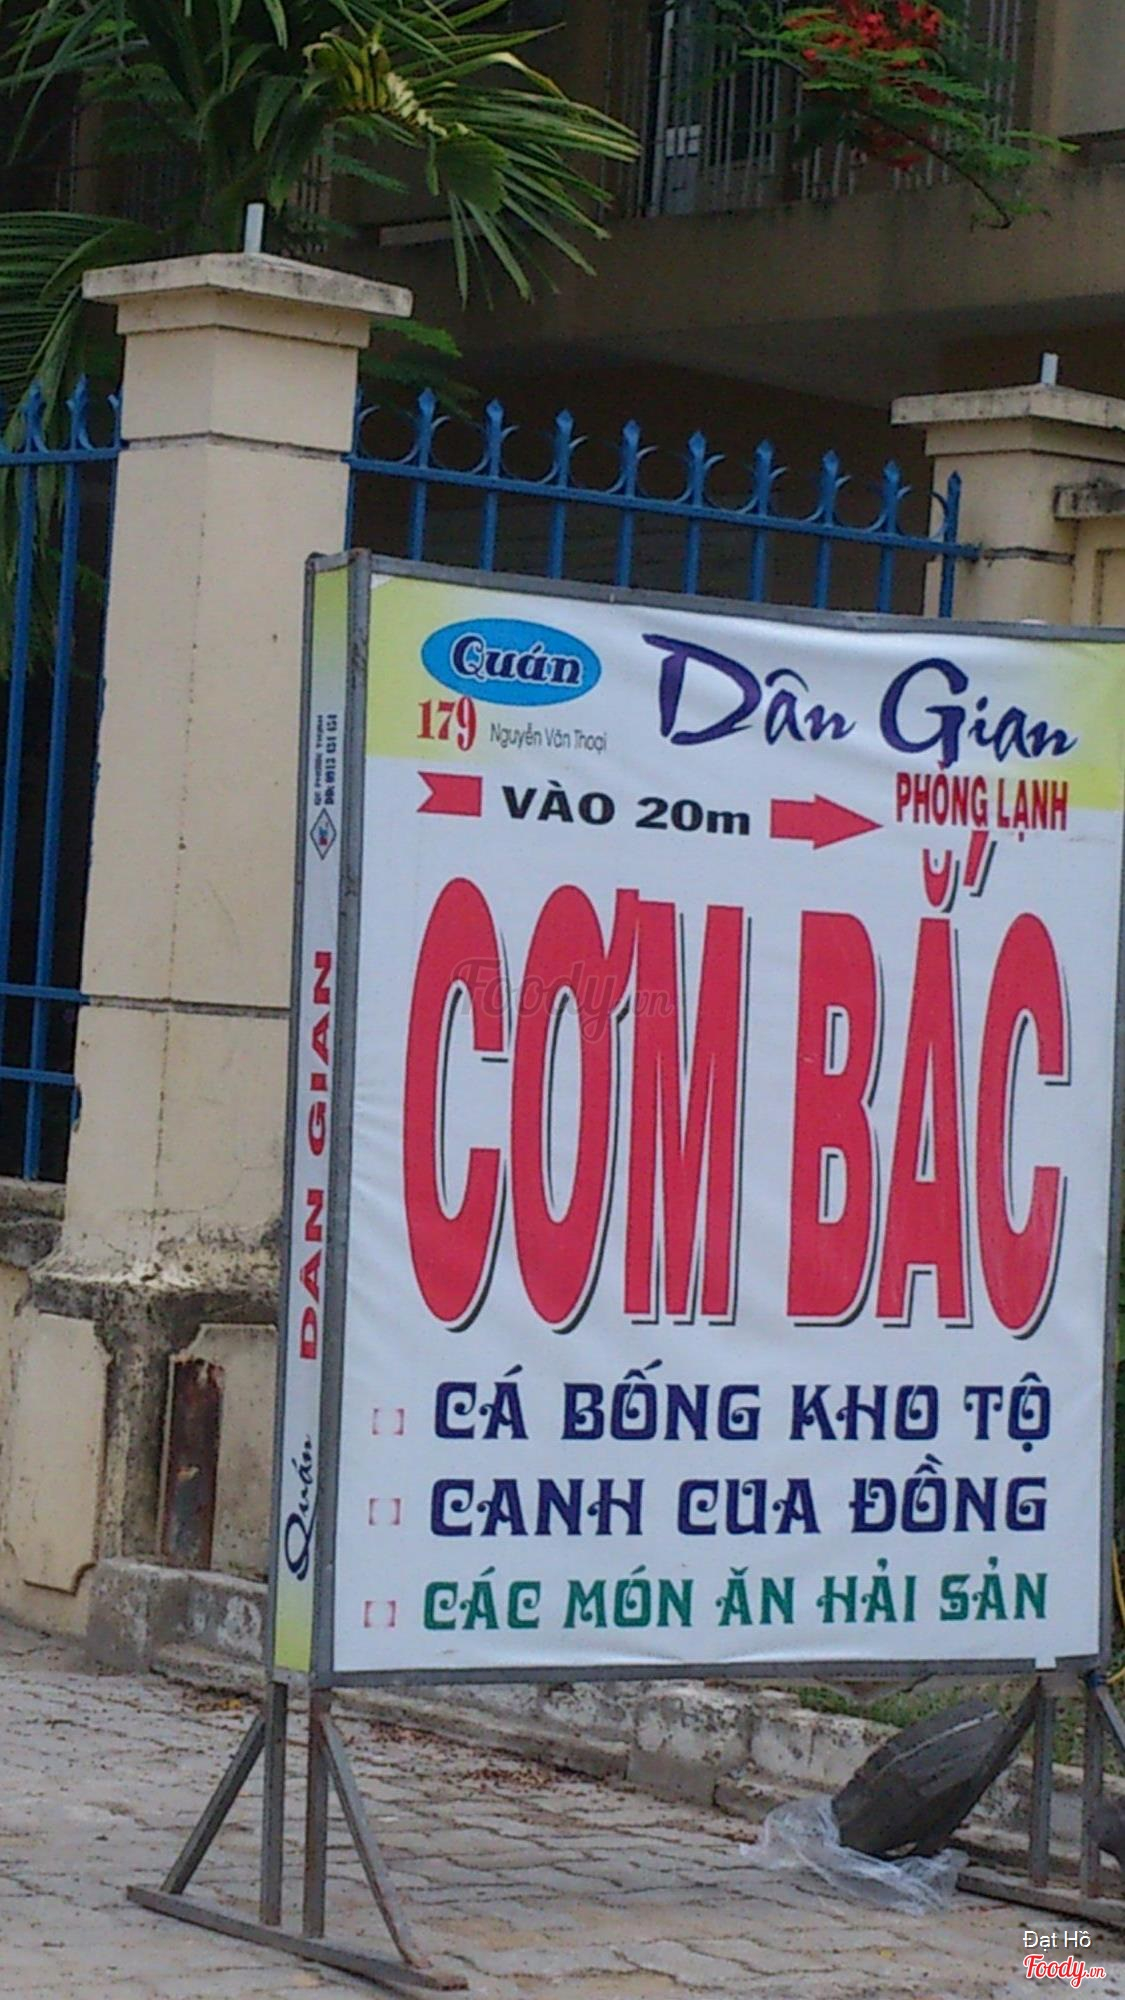 Quán
179 Nguyễn Văn Thoại
Dân Gian
VÀO 20m
PHÒNG LẠNH
CƠM BẮC
CÁ BỐNG KHO TỘ
CANH CUA ĐỒNG
CÁC MÓN ĂN HẢI SẢN
Quán DÂN GIAN
Foody.vn
Đạt Hồ
Foody.vn